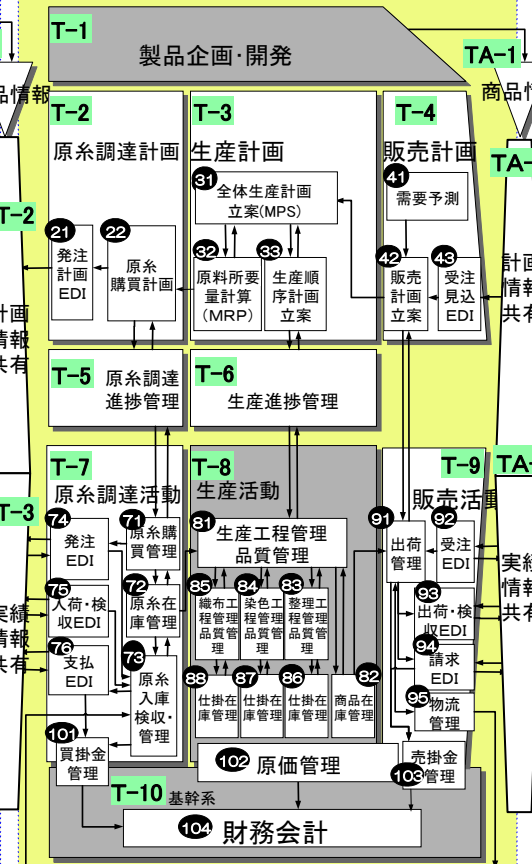 T-1
製品企画・開発
TA-1
品情報
商品情
T-2
原糸調達計画
T-3
生産計画
T-4
販売計画
TA-
T-2
31
全体生産計画
立案(MPS)
41
需要予測
21
発注
計画
EDI
22
原糸
購買計画
32
原料所要
量計算
(MRP)
33
生産順
序計画
立案
42
販売
計画
立案
43
受注
見込
EDI
計画
情報
共有
計画
情報
共有
T-5
原糸調達
進捗管理
T-6
生産進捗管理
T-7
原糸調達活動
T-8
生産活動
T-9
販売活動
TA-
T-3
74
発注
EDI
71
原糸購
買管理
81
生産工程管理
品質管理
91
出荷
管理
92
受注
EDI
75
入荷・検
収EDI
72
原糸在
庫管理
85
織布工
程管理
品質管
理
84
染色工
程管理
品質管
理
83
整理工
程管理
品質管
理
93
出荷・検
収EDI
実績
情報
共有
実績
情報
共有
76
支払
EDI
73
原糸
入庫
検収・
管理
88
仕掛在
庫管理
87
仕掛在
庫管理
86
仕掛在
庫管理
82
商品在
庫管理
94
請求
EDI
95
物流
管理
101
買掛金
管理
102
原価管理
103
売掛金
管理
T-10
基幹系
104
財務会計